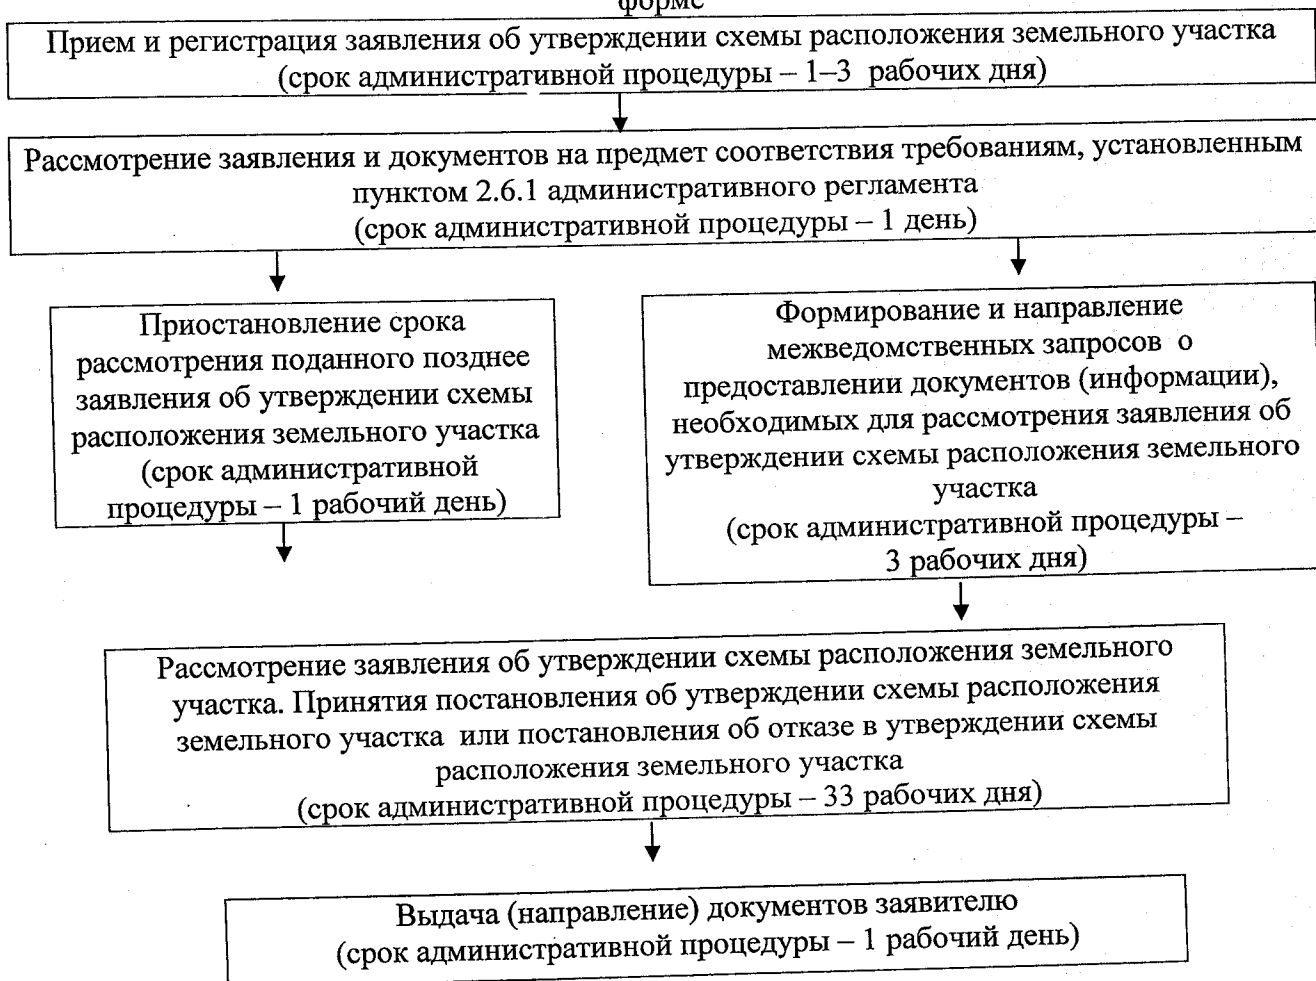 форме
Прием и регистрация заявления об утверждении схемы расположения земельного участка
(срок административной процедуры – 1–3 рабочих дня)
Рассмотрение заявления и документов на предмет соответствия требованиям, установленным
пунктом 2.6.1 административного регламента
(срок административной процедуры – 1 день)
Приостановление срока
рассмотрения поданного позднее
заявления об утверждении схемы
расположения земельного участка
(срок административной
процедуры – 1 рабочий день)
Формирование и направление
межведомственных запросов о
предоставлении документов (информации),
необходимых для рассмотрения заявления об
утверждении схемы расположения земельного
участка
(срок административной процедуры –
3 рабочих дня)
Рассмотрение заявления об утверждении схемы расположения земельного
участка. Принятия постановления об утверждении схемы расположения
земельного участка или постановления об отказе в утверждении схемы
расположения земельного участка
(срок административной процедуры – 33 рабочих дня)
Выдача (направление) документов заявителю
(срок административной процедуры – 1 рабочий день)